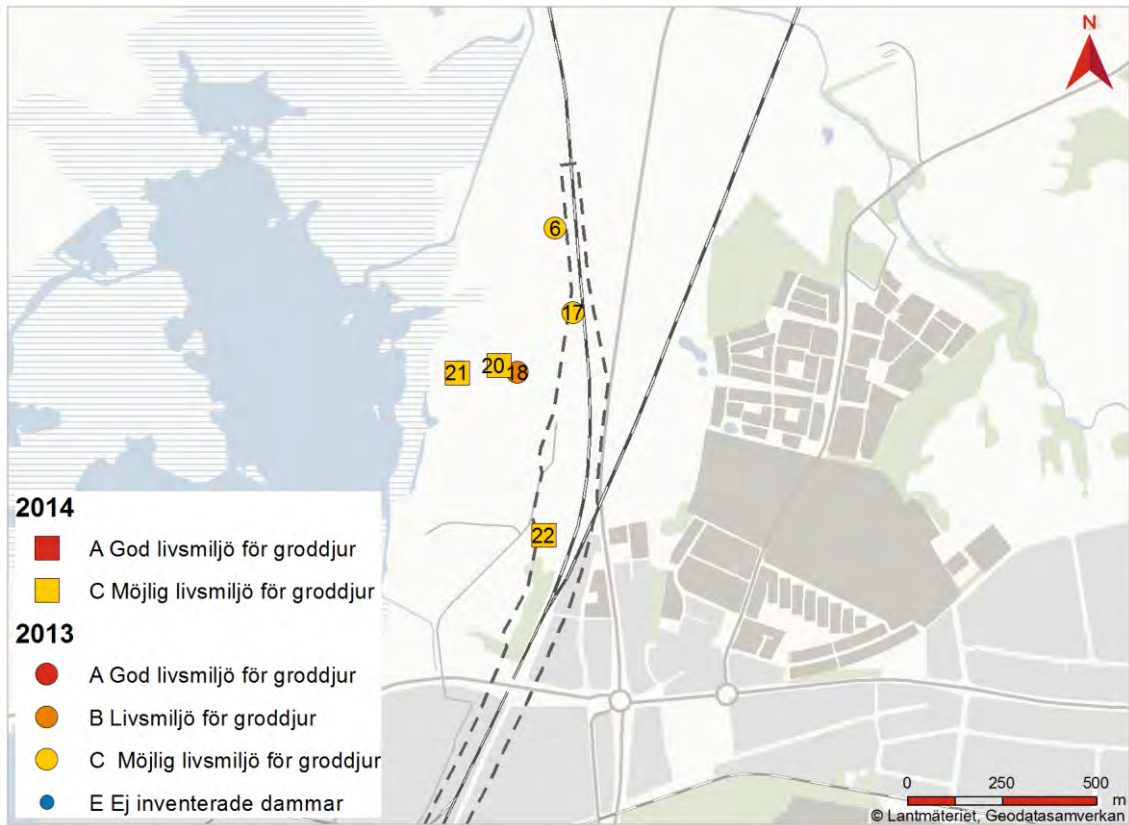 N
6
17
20
18
21
22
2014
A God livsmiljö för groddjur
C Möjlig livsmiljö för groddjur
2013
A God livsmiljö för groddjur
B Livsmiljö för groddjur
C Möjlig livsmiljö för groddjur
E Ej inventerade dammar
0 250 500
m
© Lantmäteriet, Geodatasamverkan